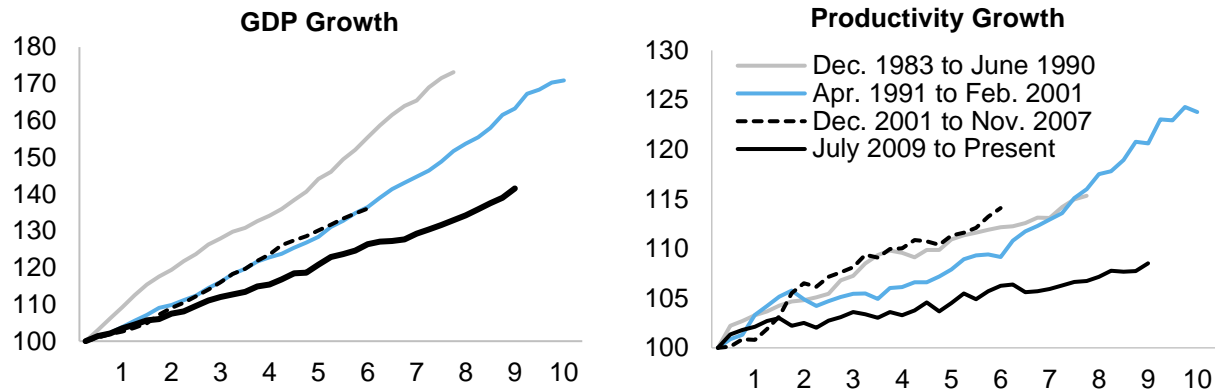 GDP Growth
180
170
160
150
140
130
120
110
100
1 2 3 4 5 6 7 8 9 10
Productivity Growth
130
125
120
115
110
105
100
Dec. 1983 to June 1990
Apr. 1991 to Feb. 2001
Dec. 2001 to Nov. 2007
July 2009 to Present
1 2 3 4 5 6 7 8 9 10